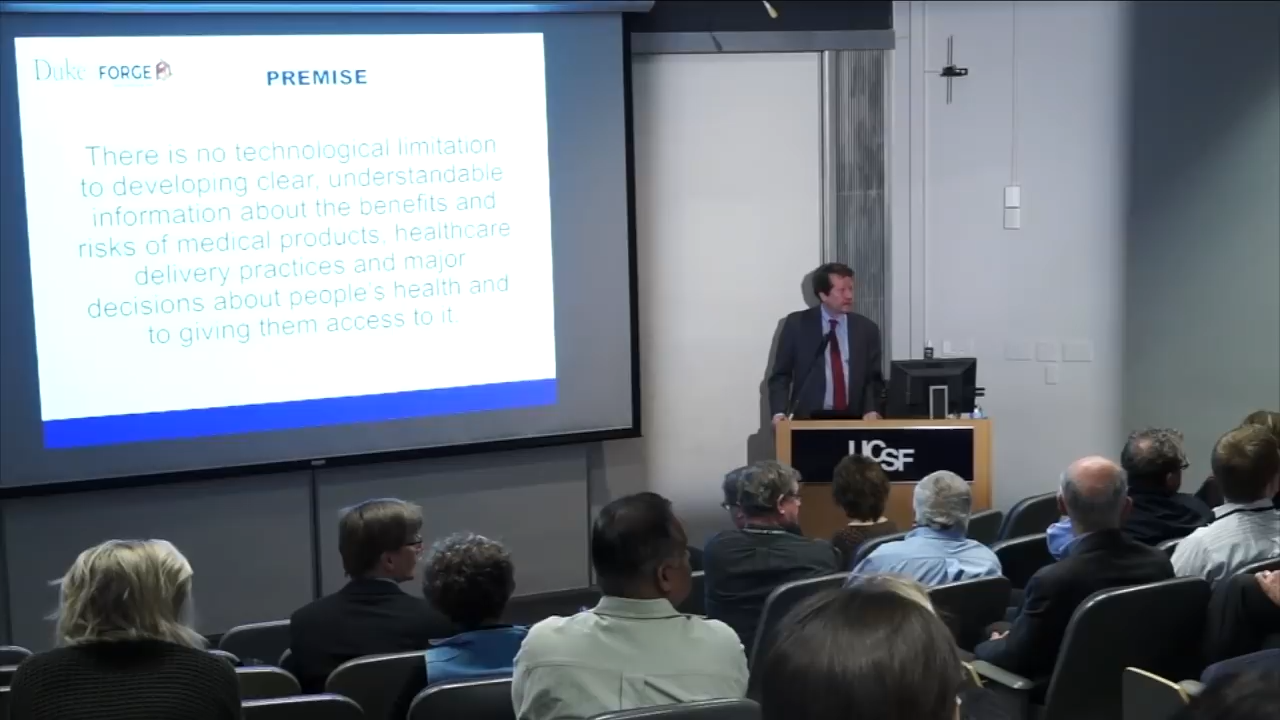 Duke FORGE
PREMISE
There is no technological limitation
to developing clear, understandable
information about the benefits and
risks of medical products, healthcare
delivery practices and major
decisions about people's health and
to giving them access to it.
UCSF